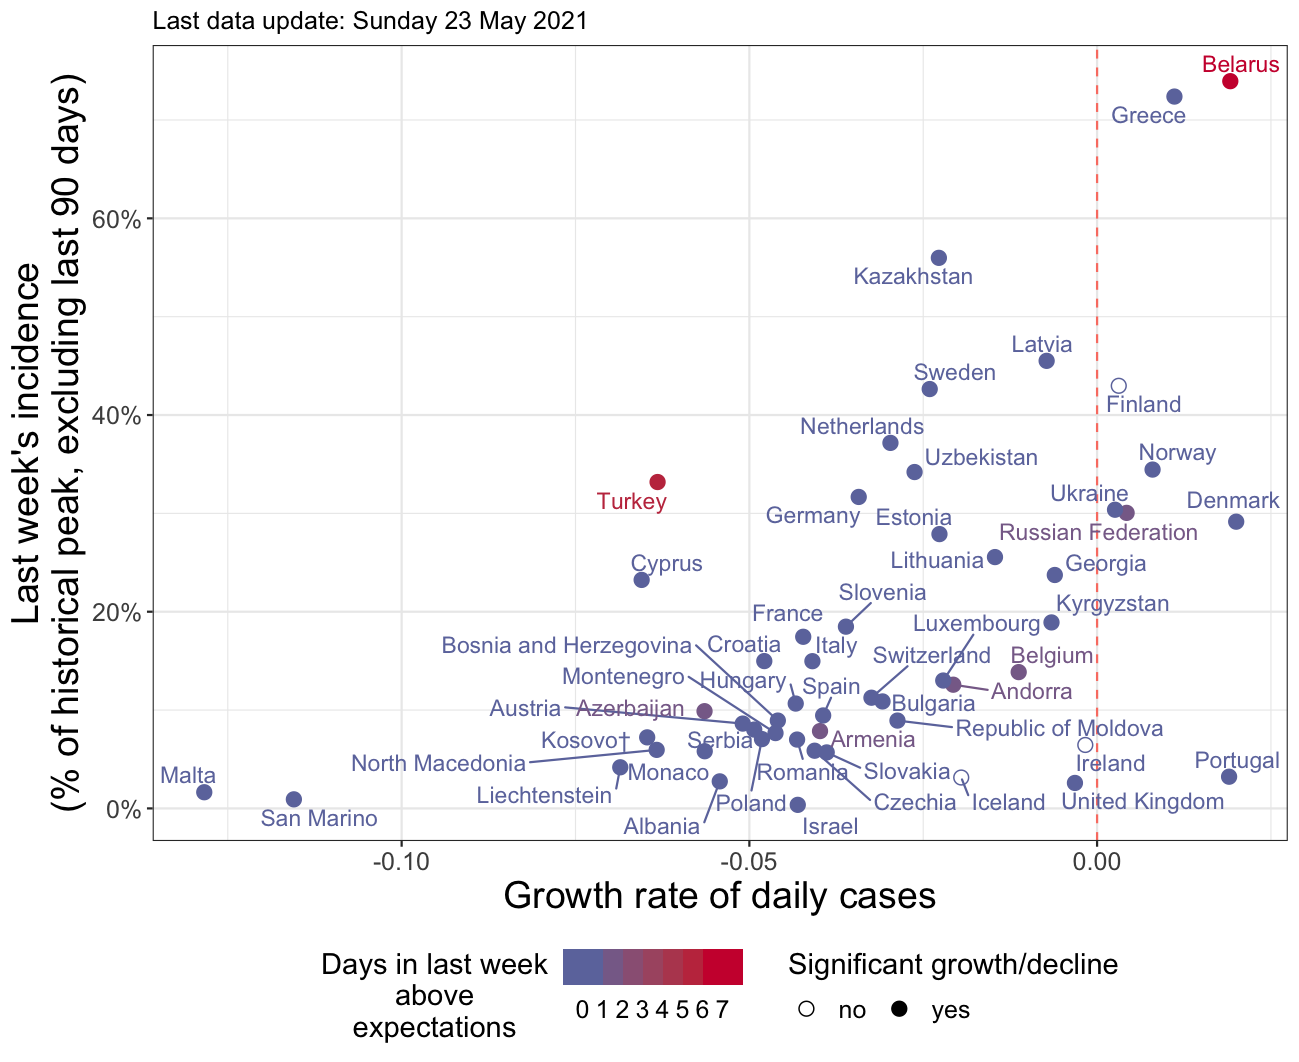 Last data update: Sunday 23 May 2021
Last week's incidence
(% of historical peak, excluding last 90 days)
60%
40%
20%
0%
Belarus
Greece
Kazakhstan
Latvia
Sweden
Finland
Netherlands
Norway
Uzbekistan
Turkey
Ukraine
Denmark
Germany
Estonia
Russian Federation
Lithuania
Georgia
Cyprus
Slovenia
Kyrgyzstan
France
Luxembourg
Bosnia and Herzegovina
Croatia
Italy
Switzerland
Belgium
Montenegro
Hungary
Spain
Andorra
Austria
Azerbaijan
Bulgaria
Republic of Moldova
Kosovo†
Serbia
Armenia
North Macedonia
Monaco
Romania
Slovakia
Ireland
Portugal
Malta
Liechtenstein
Poland
Czechia
Iceland
United Kingdom
San Marino
Albania
Israel
-0.10
-0.05
0.00
Growth rate of daily cases
Days in last week
above
expectations
0 1 2 3 4 5 6 7
Significant growth/decline
no
yes